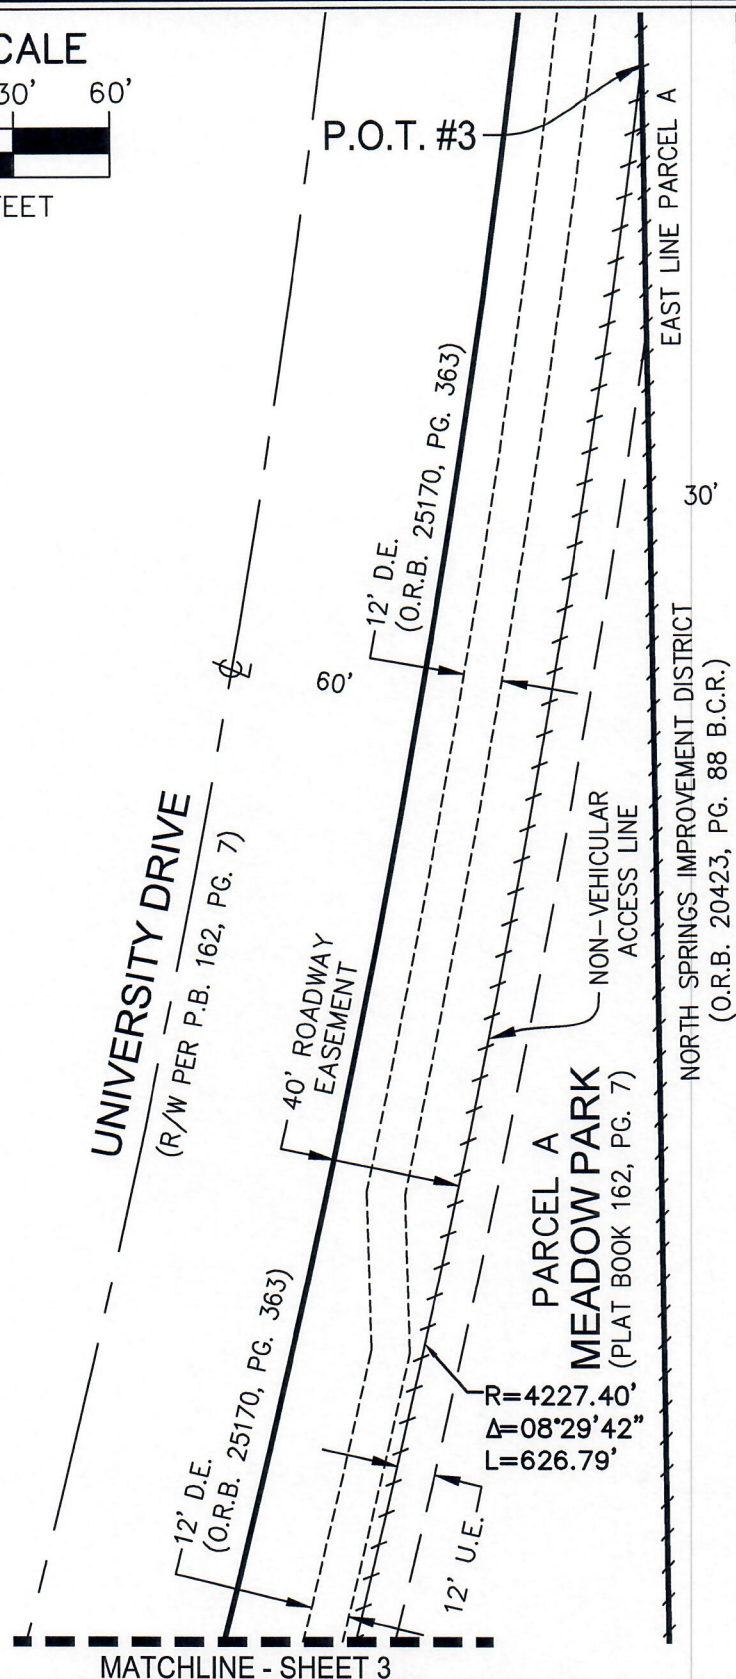 CALE
30' 60'
FEET
P.O.T. #3
EAST LINE PARCEL A
12' D.E.
(O.R.B. 25170, PG. 363)
30'
℄
60'
NORTH SPRINGS IMPROVEMENT DISTRICT
(O.R.B. 20423, PG. 88 B.C.R.)
NON-VEHICULAR
ACCESS LINE
UNIVERSITY DRIVE
(R/W PER P.B. 162, PG. 7)
40' ROADWAY
EASEMENT
PARCEL A
MEADOW PARK
(PLAT BOOK 162, PG. 7)
R=4227.40'
Δ=08°29'42"
L=626.79'
12' D.E.
(O.R.B. 25170, PG. 363)
12' U.E.
MATCHLINE - SHEET 3